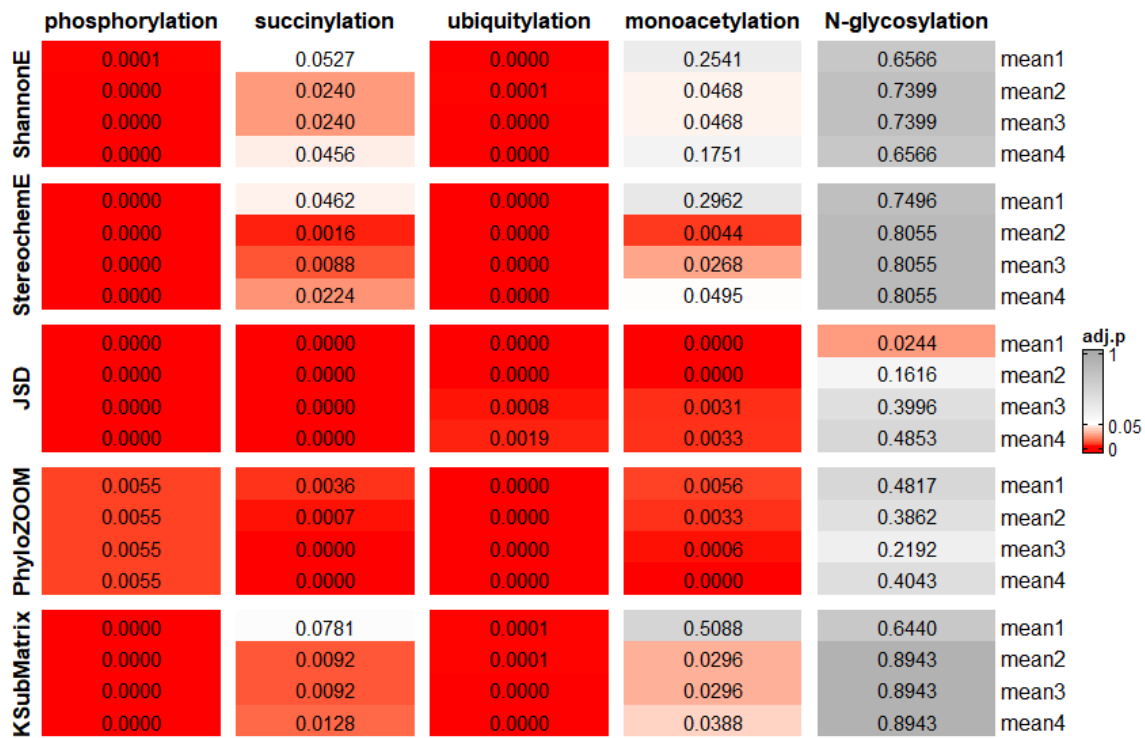 phosphorylation succinylation ubiquitylation monoacetylation N-glycosylation
ShannonE
0.0001 0.0527 0.0000 0.2541 0.6566 mean1
0.0000 0.0240 0.0001 0.0468 0.7399 mean2
0.0000 0.0240 0.0000 0.0468 0.7399 mean3
0.0000 0.0456 0.0000 0.1751 0.6566 mean4
StereochemE
0.0000 0.0462 0.0000 0.2962 0.7496 mean1
0.0000 0.0016 0.0000 0.0044 0.8055 mean2
0.0000 0.0088 0.0000 0.0268 0.8055 mean3
0.0000 0.0224 0.0000 0.0495 0.8055 mean4
JSD
0.0000 0.0000 0.0000 0.0000 0.0244 mean1
0.0000 0.0000 0.0000 0.0000 0.1616 mean2
0.0000 0.0000 0.0008 0.0031 0.3996 mean3
0.0000 0.0000 0.0019 0.0033 0.4853 mean4
PhyloZOOM
0.0055 0.0036 0.0000 0.0056 0.4817 mean1
0.0055 0.0007 0.0000 0.0033 0.3862 mean2
0.0055 0.0000 0.0000 0.0006 0.2192 mean3
0.0055 0.0000 0.0000 0.0000 0.4043 mean4
KSubMatrix
0.0000 0.0781 0.0001 0.5088 0.6440 mean1
0.0000 0.0092 0.0001 0.0296 0.8943 mean2
0.0000 0.0092 0.0000 0.0296 0.8943 mean3
0.0000 0.0128 0.0000 0.0388 0.8943 mean4
adj.p
1
0.05
0